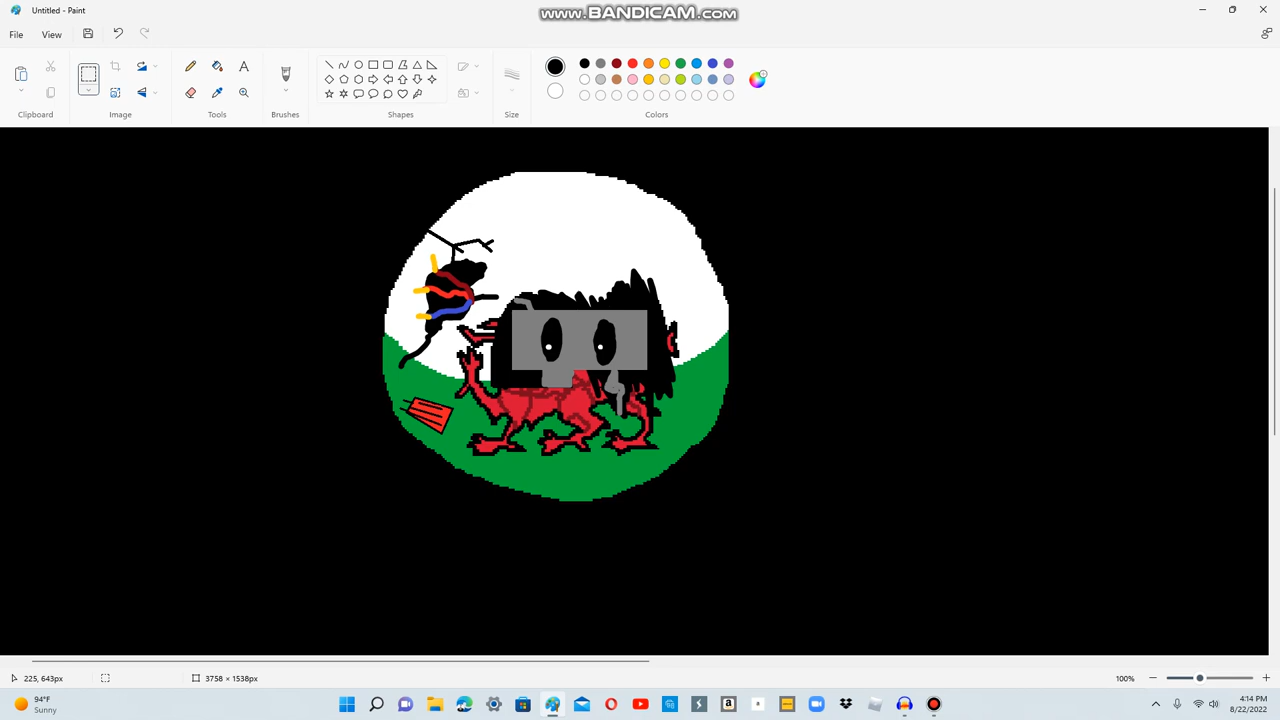 Untitled - Paint
www.BANDICAM.com
File
View
Clipboard
Image
Tools
Brushes
Shapes
Size
Colors
225, 643px
3758 × 1538px
100%
94°F
Sunny
4:14 PM
8/22/2022